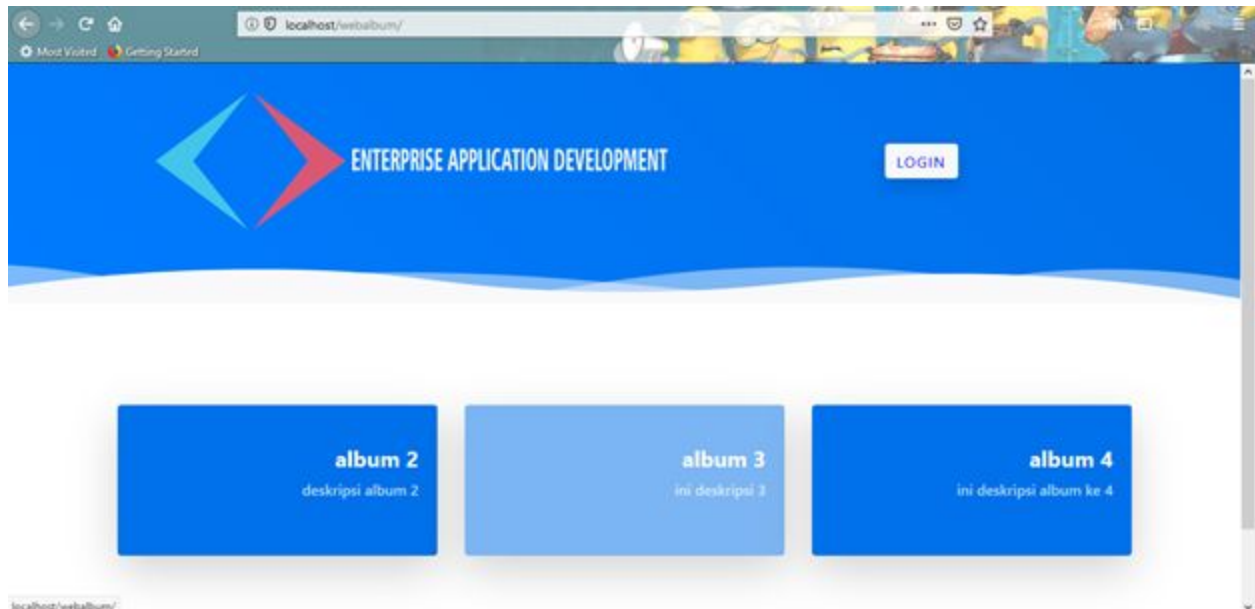 localhost/webalbum/
Most Visited Getting Started
ENTERPRISE APPLICATION DEVELOPMENT
LOGIN
album 2
deskripsi album 2
album 3
ini deskripsi 3
album 4
ini deskripsi album ke 4
localhost/webalbum/